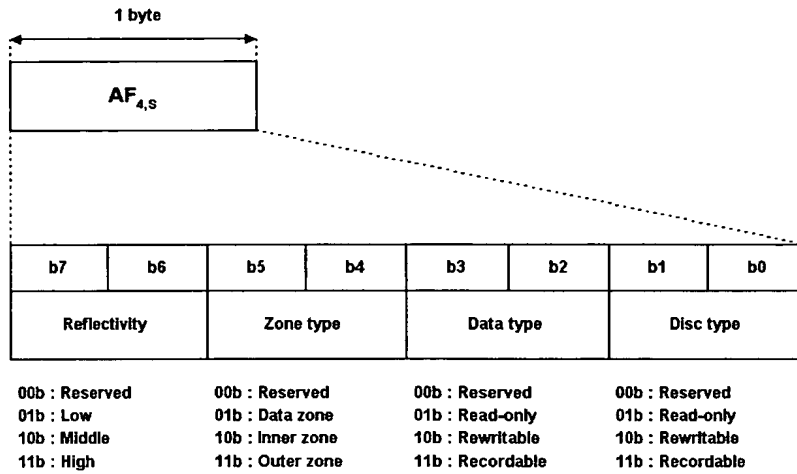 1 byte
AF4,S
b7 b6 b5 b4 b3 b2 b1 b0
Reflectivity Zone type Data type Disc type
00b : Reserved 00b : Reserved 00b : Reserved 00b : Reserved
01b : Low 01b : Data zone 01b : Read-only 01b : Read-only
10b : Middle 10b : Inner zone 10b : Rewritable 10b : Rewritable
11b : High 11b : Outer zone 11b : Recordable 11b : Recordable